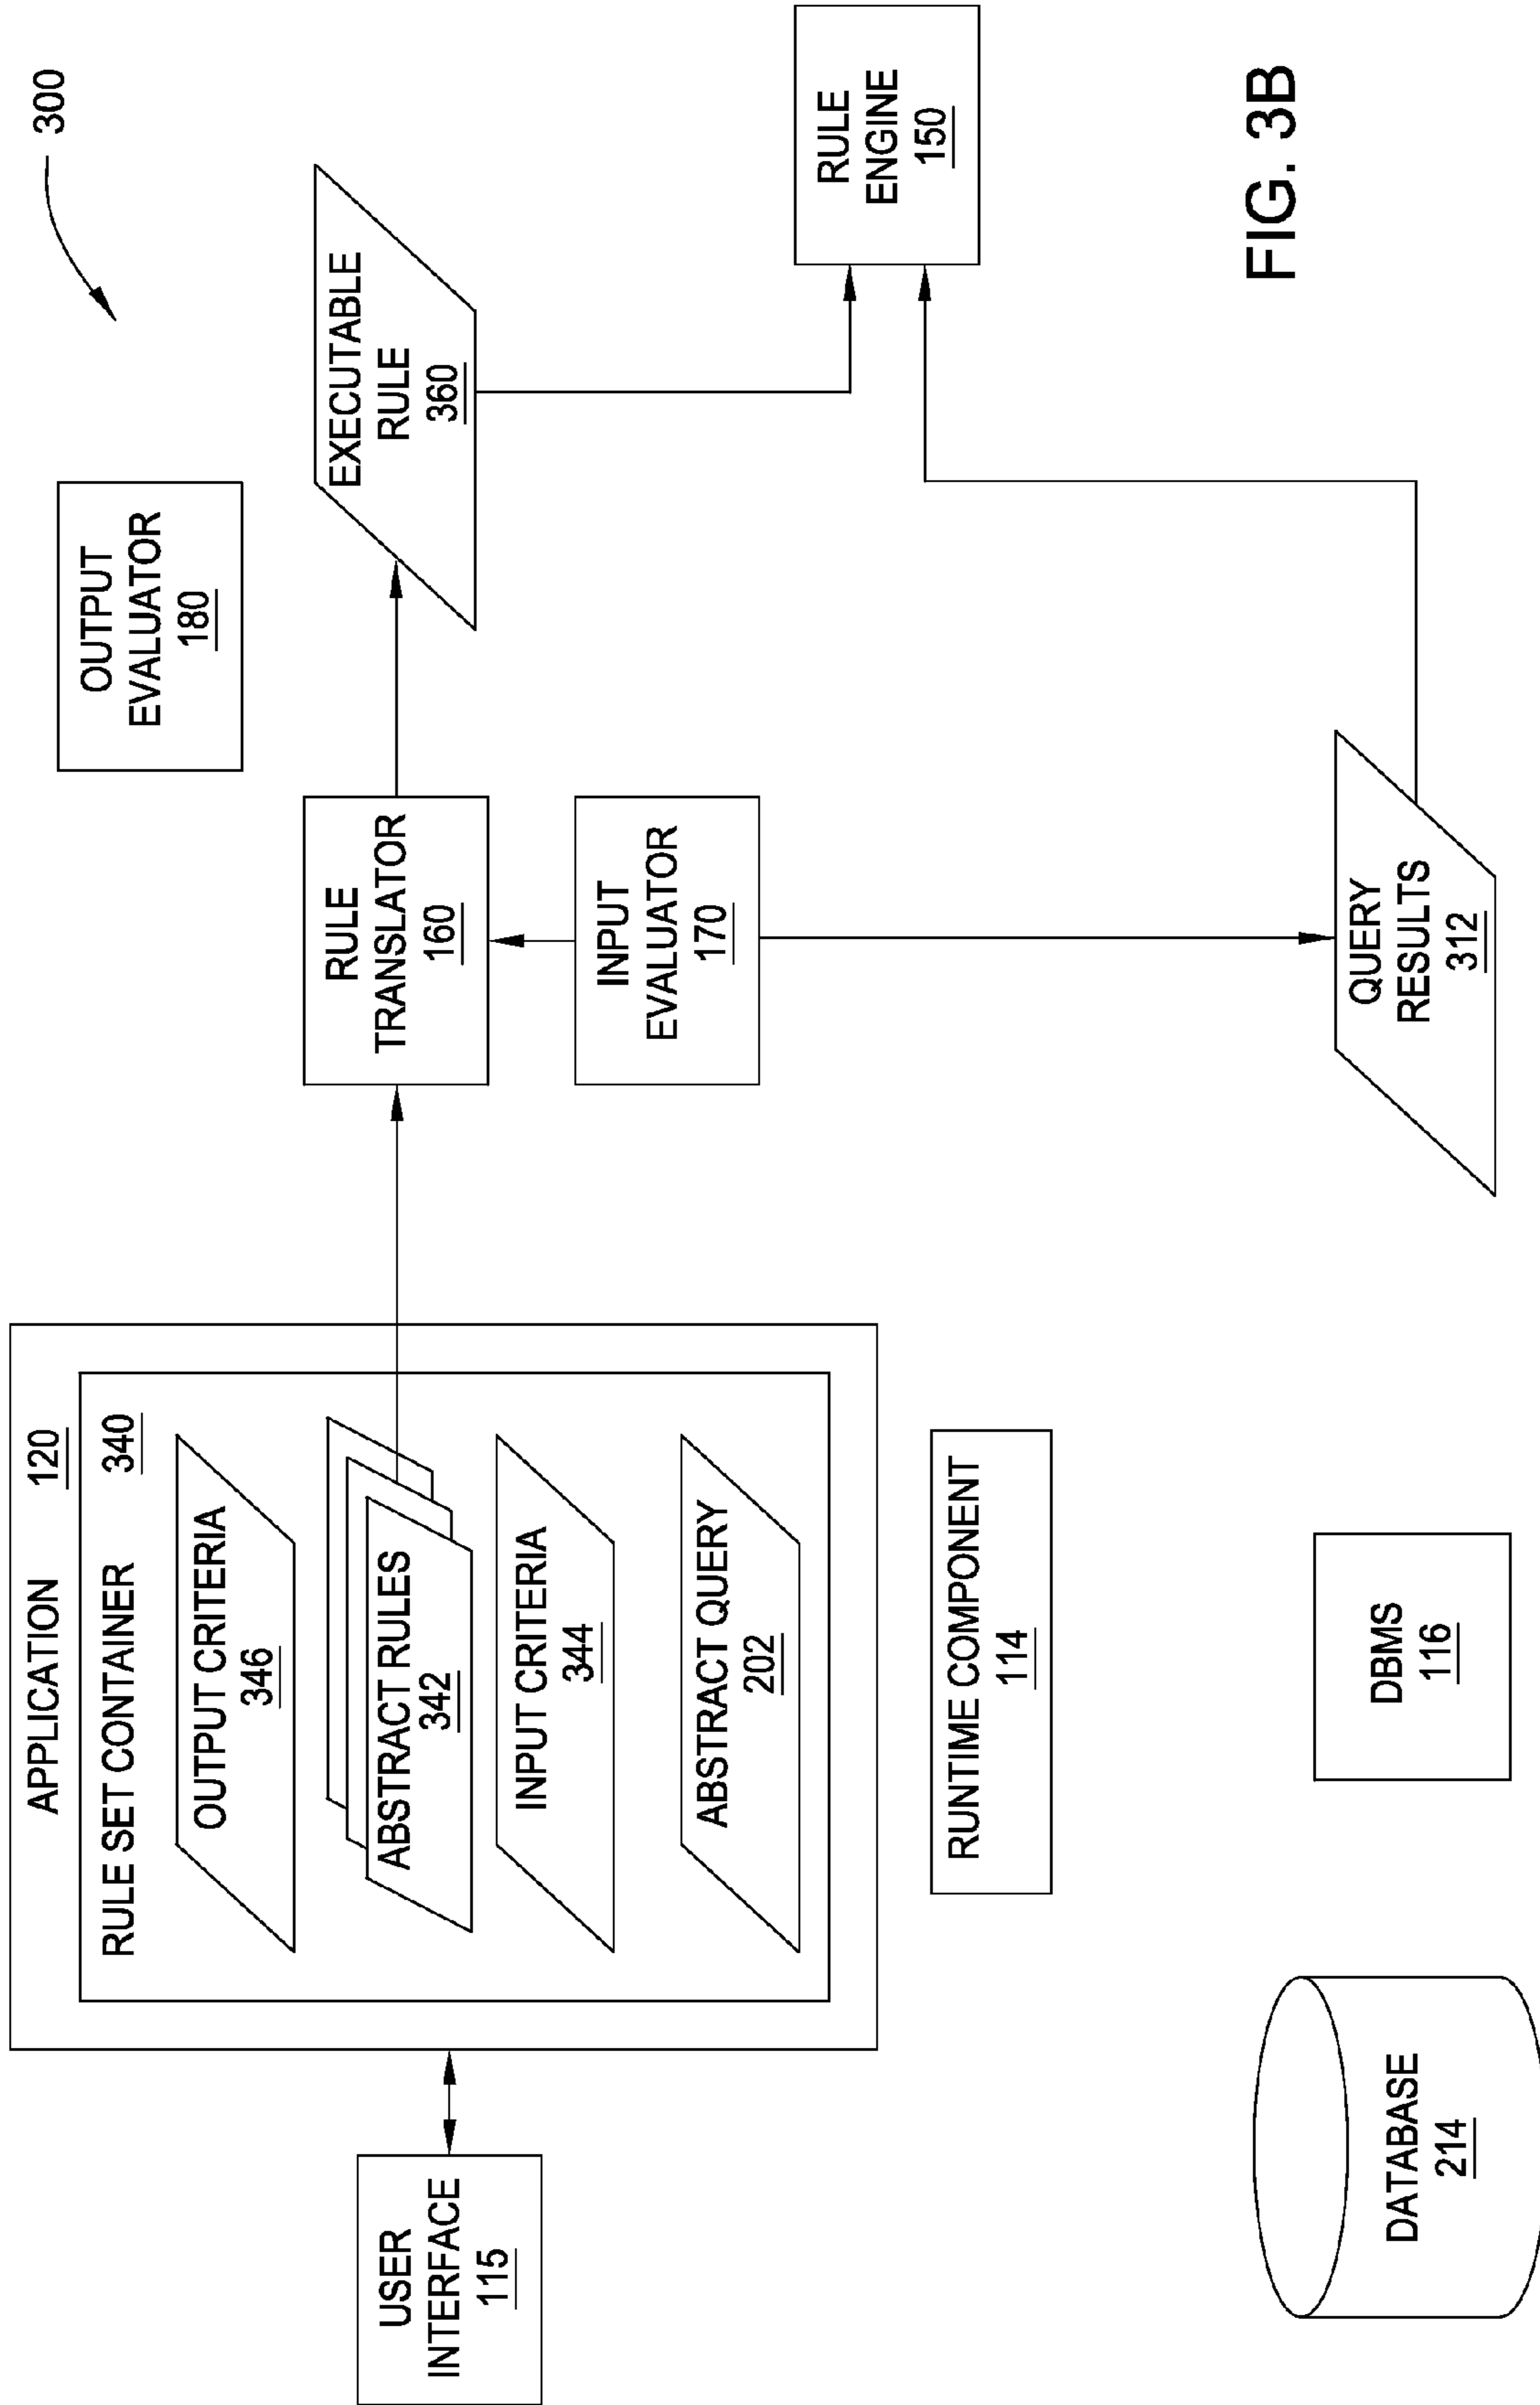 300
APPLICATION 120
RULE SET CONTAINER 340
OUTPUT CRITERIA
346
ABSTRACT RULES
342
INPUT CRITERIA
344
ABSTRACT QUERY
202
USER
INTERFACE
115
RUNTIME COMPONENT
114
DATABASE
214
DBMS
116
RULE
TRANSLATOR
160
INPUT
EVALUATOR
170
OUTPUT
EVALUATOR
180
EXECUTABLE
RULE
360
QUERY
RESULTS
312
RULE
ENGINE
150
FIG. 3B